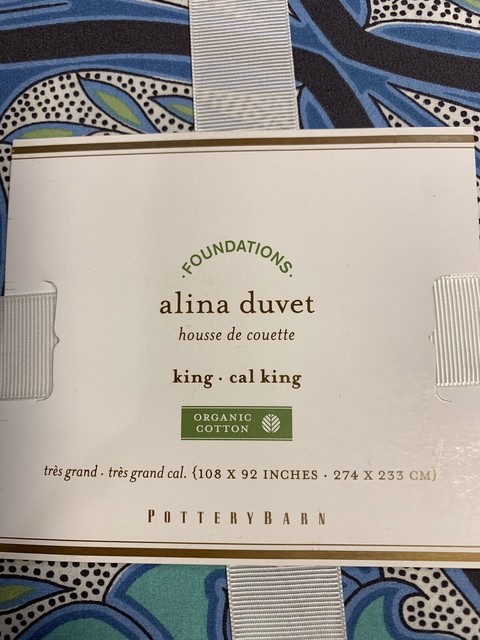 ·FOUNDATIONS·
alina duvet
housse de couette
king · cal king
ORGANIC
COTTON
très grand · très grand cal. {108 X 92 INCHES · 274 X 233 CM}
POTTERYBARN